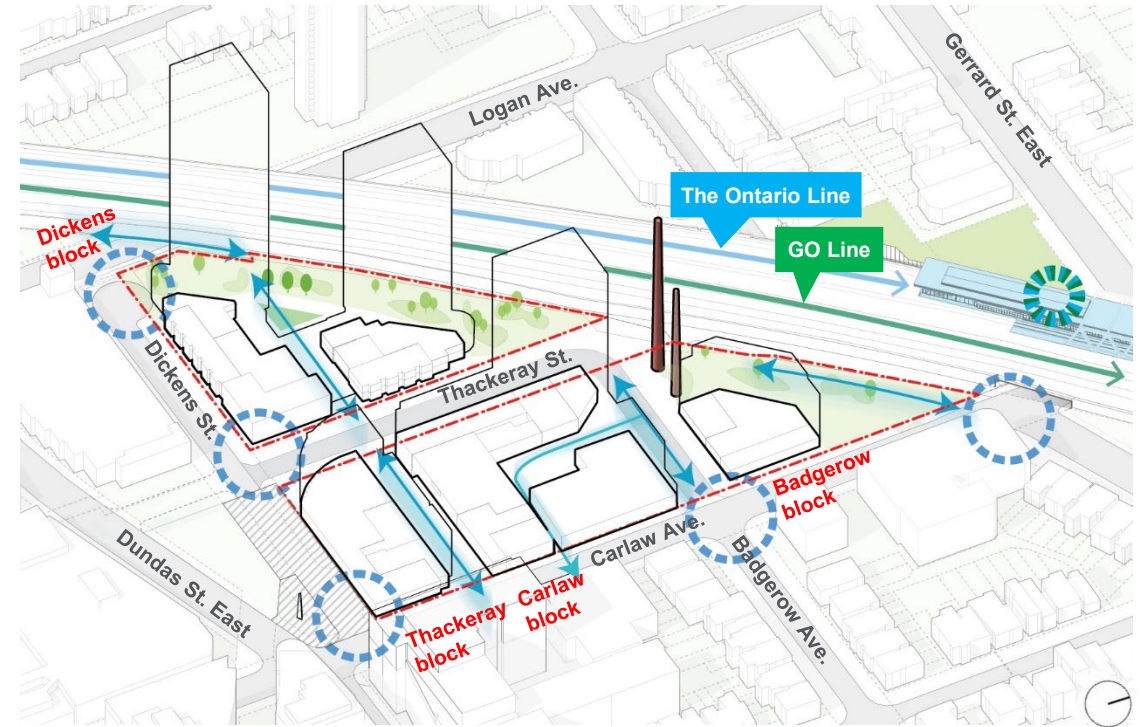 Logan Ave.
Gerrard St. East
The Ontario Line
GO Line
Dickens
block
Dickens St.
Thackeray St.
Badgerow
block
Carlaw Ave.
Badgerow Ave.
Dundas St. East
Thackeray
block
Carlaw
block